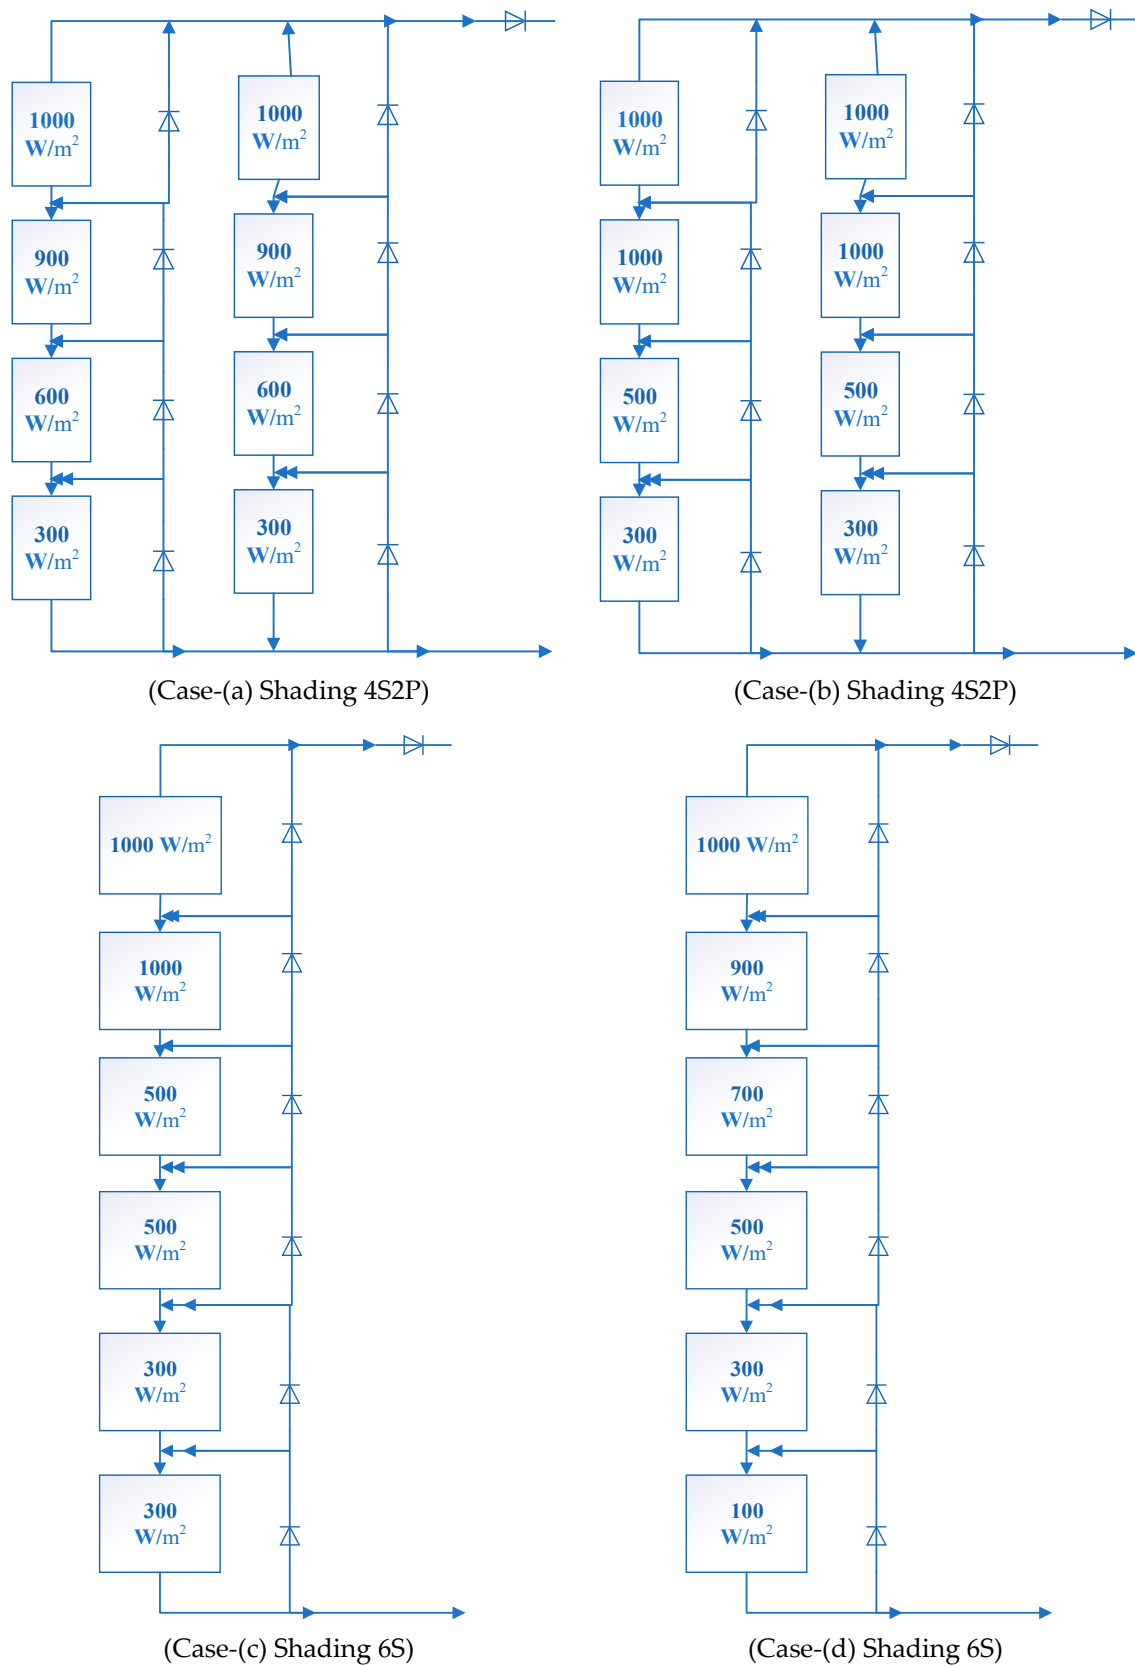 1000
W/m²
900
W/m²
600
W/m²
300
W/m²
1000
W/m²
900
W/m²
600
W/m²
300
W/m²
(Case-(a) Shading 4S2P)
1000
W/m²
1000
W/m²
500
W/m²
300
W/m²
1000
W/m²
1000
W/m²
500
W/m²
300
W/m²
(Case-(b) Shading 4S2P)
1000 W/m²
1000
W/m²
500
W/m²
500
W/m²
300
W/m²
300
W/m²
(Case-(c) Shading 6S)
1000 W/m²
900
W/m²
700
W/m²
500
W/m²
300
W/m²
100
W/m²
(Case-(d) Shading 6S)